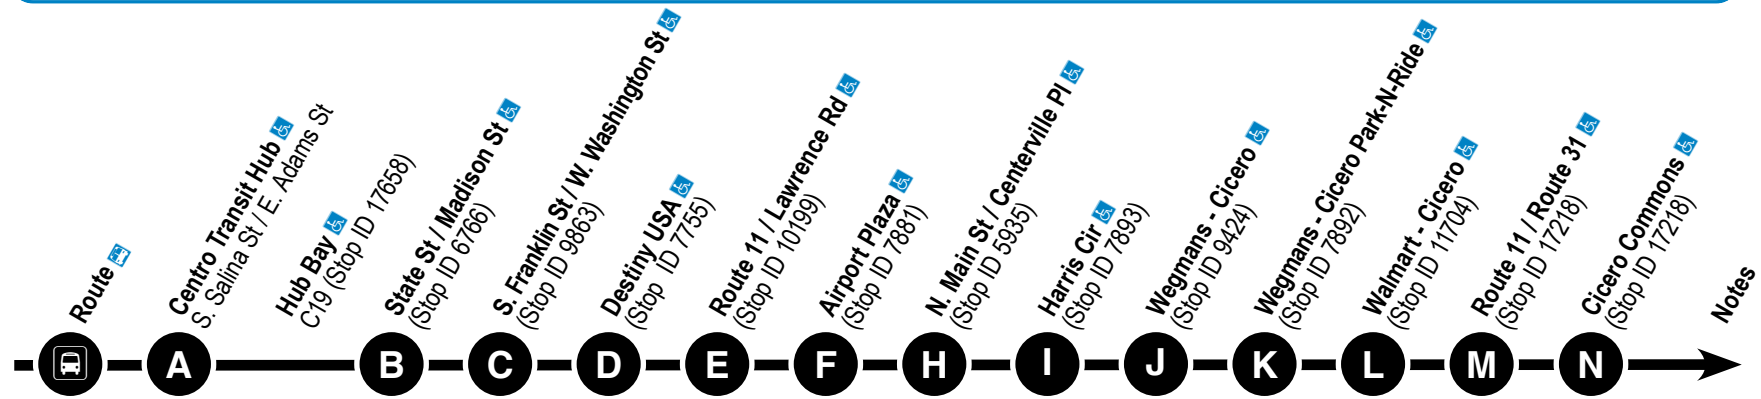 Route
Centro Transit Hub
S. Salina St / E. Adams St
Hub Bay
C19 (Stop ID 17658)
State St / Madison St
(Stop ID 6766)
S. Franklin St / W. Washington St
(Stop ID 9863)
Destiny USA
(Stop ID 7755)
Route 11 / Lawrence Rd
(Stop ID 10199)
Airport Plaza
(Stop ID 7881)
N. Main St / Centerville Pl
(Stop ID 5935)
Harris Cir
(Stop ID 7893)
Wegmans - Cicero
(Stop ID 9424)
Wegmans - Cicero Park-N-Ride
(Stop ID 7892)
Walmart - Cicero
(Stop ID 11704)
Route 11 / Route 31
(Stop ID 17218)
Cicero Commons
(Stop ID 17218)
Notes
A B C D E F H I J K L M N